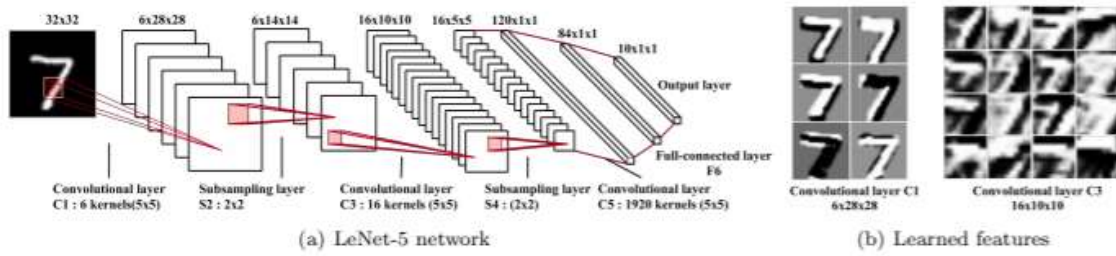 32x32
6x28x28
6x14x14
16x10x10
16x5x5
120x1x1
84x1x1
10x1x1
Output layer
Full-connected layer
F6
Convolutional layer
C1 : 6 kernels(5x5)
Subsampling layer
S2 : 2x2
Convolutional layer
C3 : 16 kernels (5x5)
Subsampling layer
S4 : (2x2)
Convolutional layer
C5 : 1920 kernels (5x5)
(a) LeNet-5 network
Convolutional layer C1
6x28x28
Convolutional layer C3
16x10x10
(b) Learned features